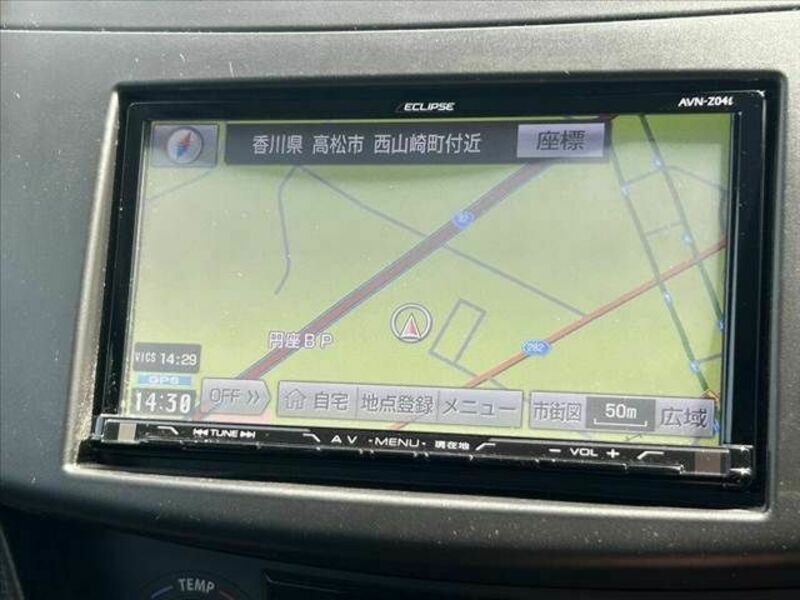 ECLIPSE
AVN-Z04i
香川県 高松市 西山崎町付近
座標
円座BP
282
VICS 14:29
GPS
14:30
OFF
自宅
地点登録
メニュー
市街図
50m
広域
TUNE
AV
-MENU-
現在地
－ VOL ＋
TEMP